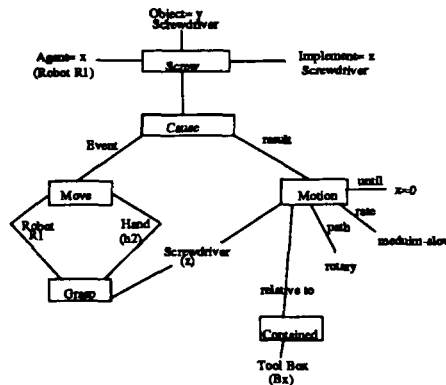 Object= y
Screwdriver
Agent= x
(Robot R1)
Screw
Implement= z
Screwdriver
Cause
Event
result
Move
Motion
until
x=0
Robot
R1
Hand
(h2)
rate
meduim-slow
path
rotary
Screwdriver
(z)
Grasp
relative to
Contained
Tool Box
(Bx)